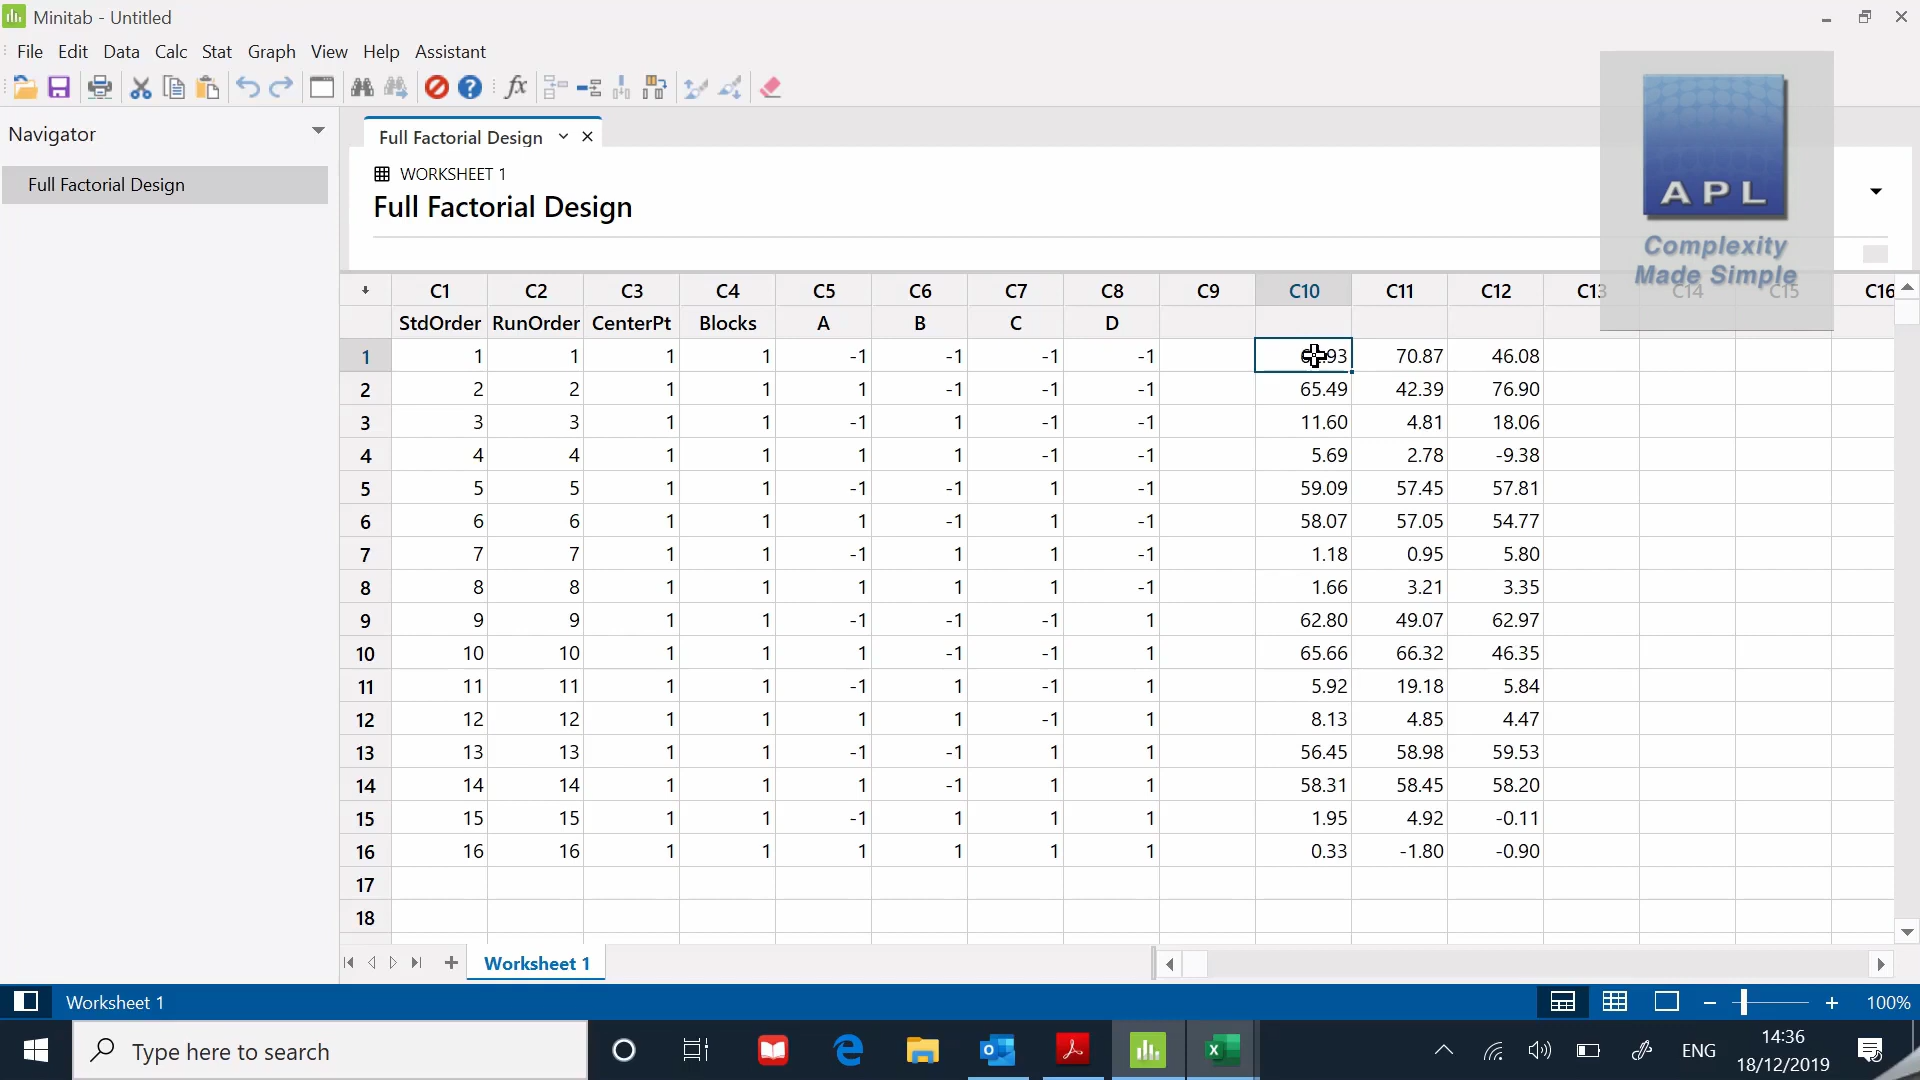 Minitab - Untitled
File Edit Data Calc Stat Graph View Help Assistant
fx
Navigator
Full Factorial Design
Full Factorial Design
WORKSHEET 1
Full Factorial Design
APL
Complexity
Made Simple
C1 C2 C3 C4 C5 C6 C7 C8 C9 C10 C11 C12 C13 C14 C15 C16
StdOrder RunOrder CenterPt Blocks A B C D
1 1 1 1 1 -1 -1 -1 -1 70.87 46.08
2 2 2 1 1 1 -1 -1 -1 65.49 42.39 76.90
3 3 3 1 1 -1 1 -1 -1 11.60 4.81 18.06
4 4 4 1 1 1 1 -1 -1 5.69 2.78 -9.38
5 5 5 1 1 -1 -1 1 -1 59.09 57.45 57.81
6 6 6 1 1 1 -1 1 -1 58.07 57.05 54.77
7 7 7 1 1 -1 1 1 -1 1.18 0.95 5.80
8 8 8 1 1 1 1 1 -1 1.66 3.21 3.35
9 9 9 1 1 -1 -1 -1 1 62.80 49.07 62.97
10 10 10 1 1 1 -1 -1 1 65.66 66.32 46.35
11 11 11 1 1 -1 1 -1 1 5.92 19.18 5.84
12 12 12 1 1 1 1 -1 1 8.13 4.85 4.47
13 13 13 1 1 -1 -1 1 1 56.45 58.98 59.53
14 14 14 1 1 1 -1 1 1 58.31 58.45 58.20
15 15 15 1 1 -1 1 1 1 1.95 4.92 -0.11
16 16 16 1 1 1 1 1 1 0.33 -1.80 -0.90
17
18
Worksheet 1
Worksheet 1
100%
Type here to search
ENG
14:36
18/12/2019